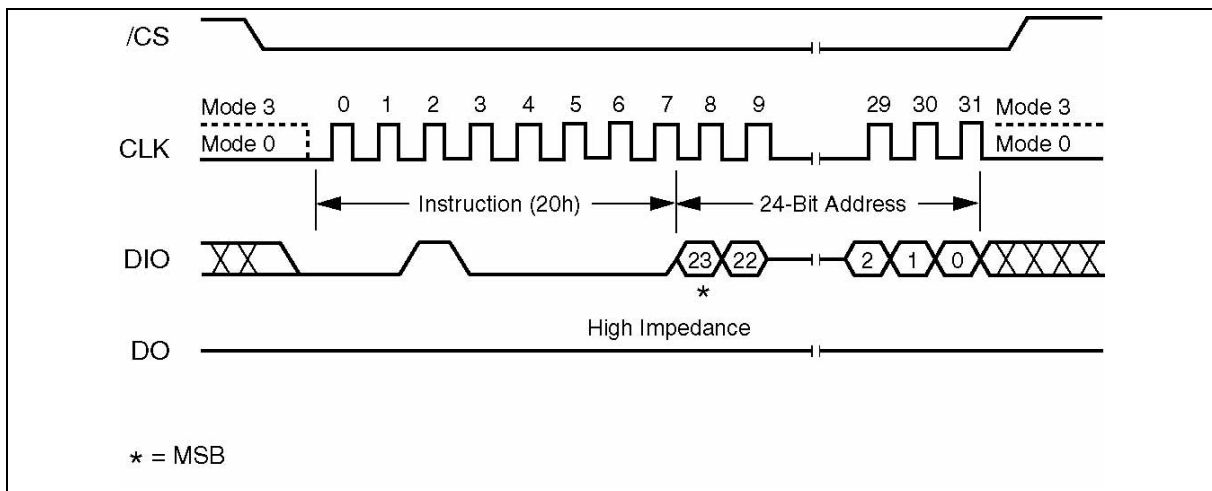 /CS
Mode 3 0 1 2 3 4 5 6 7 8 9 29 30 31 Mode 3
CLK Mode 0 Mode 0
Instruction (20h) 24-Bit Address
DIO 23 22 2 1 0
*
High Impedance
DO
* = MSB